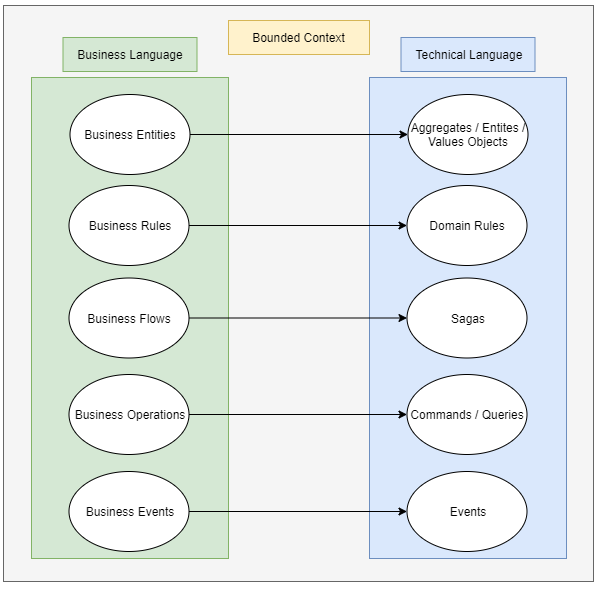 Bounded Context
Business Language
Technical Language
Business Entities
Aggregates / Entites /
Values Objects
Business Rules
Domain Rules
Business Flows
Sagas
Business Operations
Commands / Queries
Business Events
Events